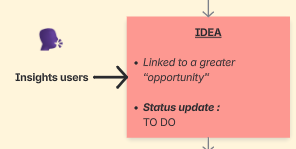 IDEA
• Linked to a greater
“opportunity”
Insights users
• Status update :
TO DO